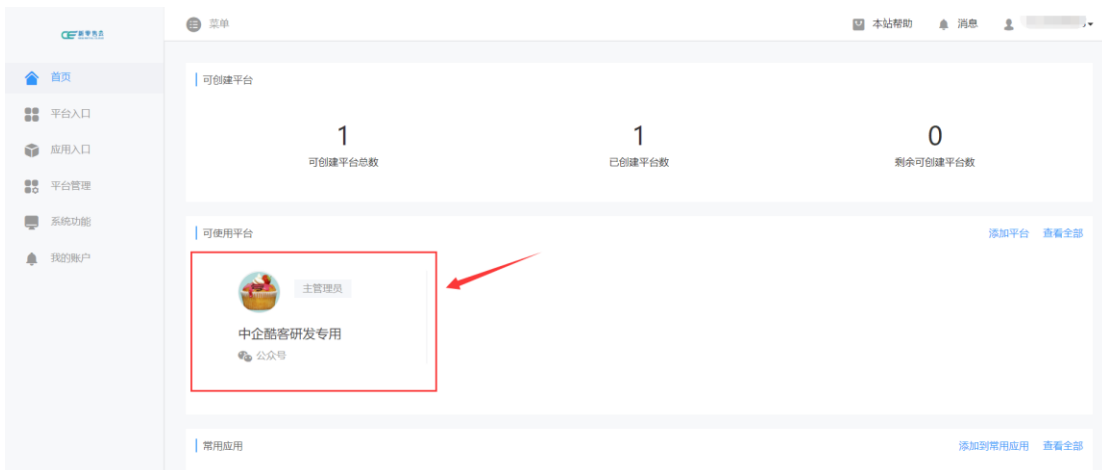 菜单
本站帮助
消息
首页
平台入口
应用入口
平台管理
系统功能
我的账户
可创建平台
1
可创建平台总数
1
已创建平台数
0
剩余可创建平台数
可使用平台
添加平台 查看全部
主管理员
中企酷客研发专用
公众号
常用应用
添加到常用应用 查看全部